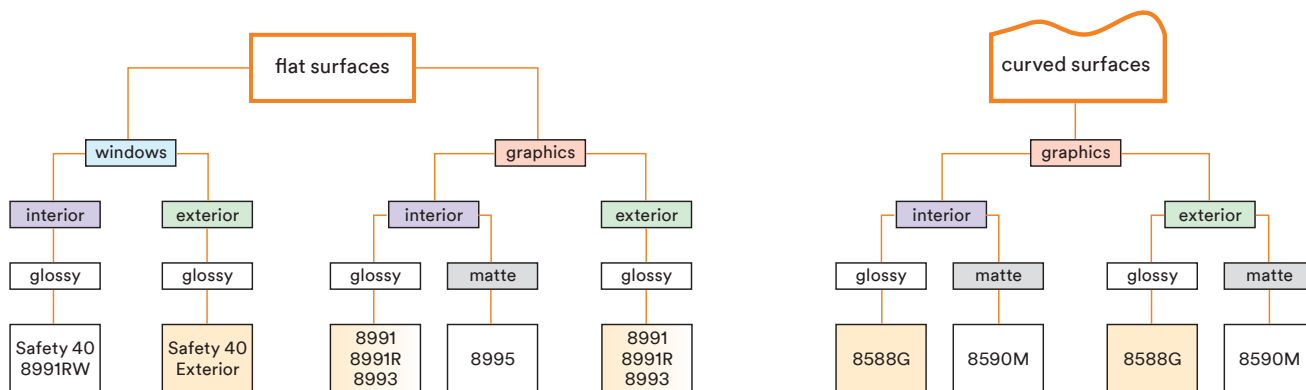 flat surfaces
curved surfaces
windows
graphics
graphics
interior
exterior
interior
exterior
interior
exterior
glossy
glossy
glossy
matte
glossy
glossy
matte
glossy
matte
Safety 40
8991RW
Safety 40
Exterior
8991
8991R
8993
8995
8991
8991R
8993
8588G
8590M
8588G
8590M